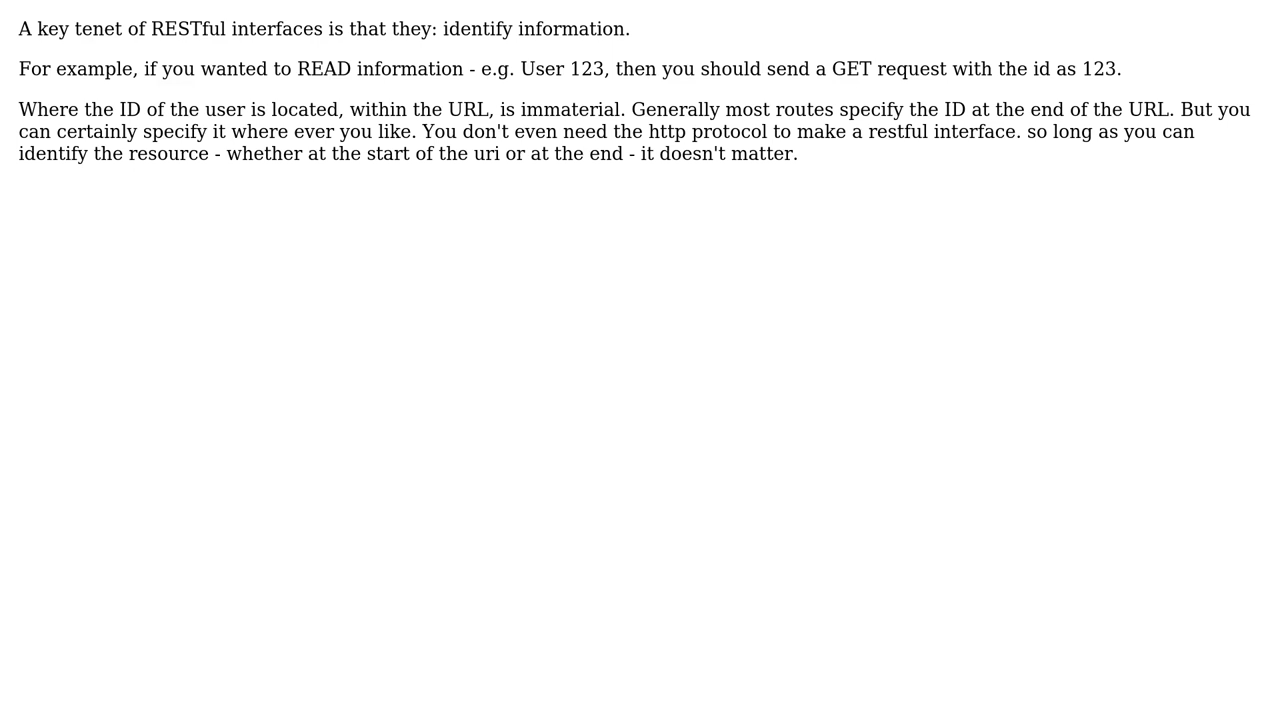 A key tenet of RESTful interfaces is that they: identify information.
For example, if you wanted to READ information - e.g. User 123, then you should send a GET request with the id as 123.
Where the ID of the user is located, within the URL, is immaterial. Generally most routes specify the ID at the end of the URL. But you
can certainly specify it where ever you like. You don't even need the http protocol to make a restful interface. so long as you can
identify the resource - whether at the start of the uri or at the end - it doesn't matter.